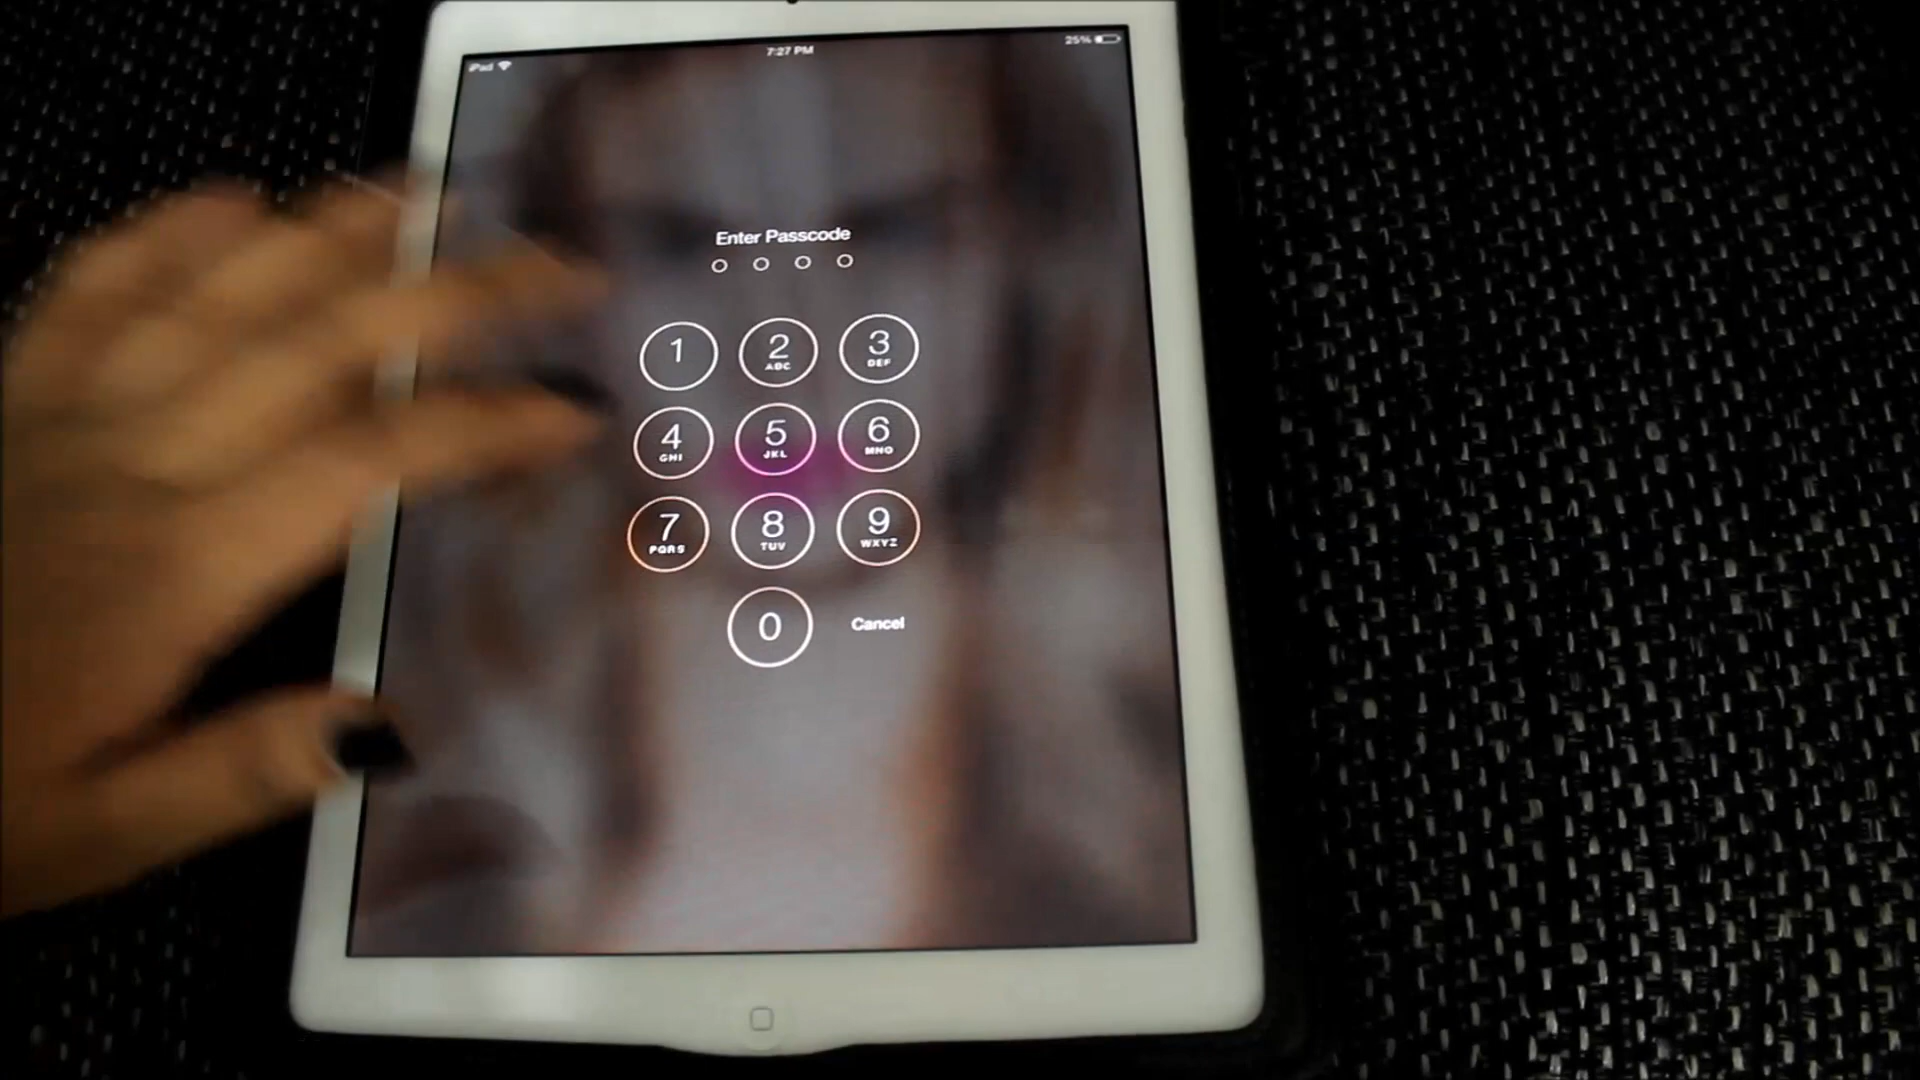 iPad
7:27 PM
25%
Enter Passcode
1
2
ABC
3
DEF
4
GHI
5
JKL
6
MNO
7
PQRS
8
TUV
9
WXYZ
0
Cancel